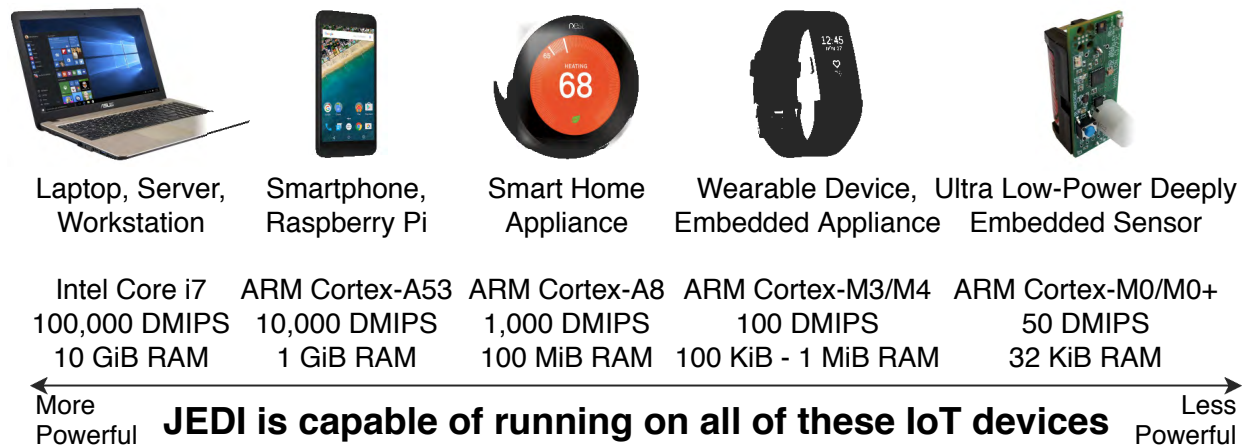 nest
HEATING
68
12:45
Laptop, Server,
Workstation
Smartphone,
Raspberry Pi
Smart Home
Appliance
Wearable Device,
Embedded Appliance
Ultra Low-Power Deeply
Embedded Sensor
Intel Core i7
100,000 DMIPS
10 GiB RAM
ARM Cortex-A53
10,000 DMIPS
1 GiB RAM
ARM Cortex-A8
1,000 DMIPS
100 MiB RAM
ARM Cortex-M3/M4
100 DMIPS
100 KiB - 1 MiB RAM
ARM Cortex-M0/M0+
50 DMIPS
32 KiB RAM
More
Powerful
JEDI is capable of running on all of these IoT devices
Less
Powerful